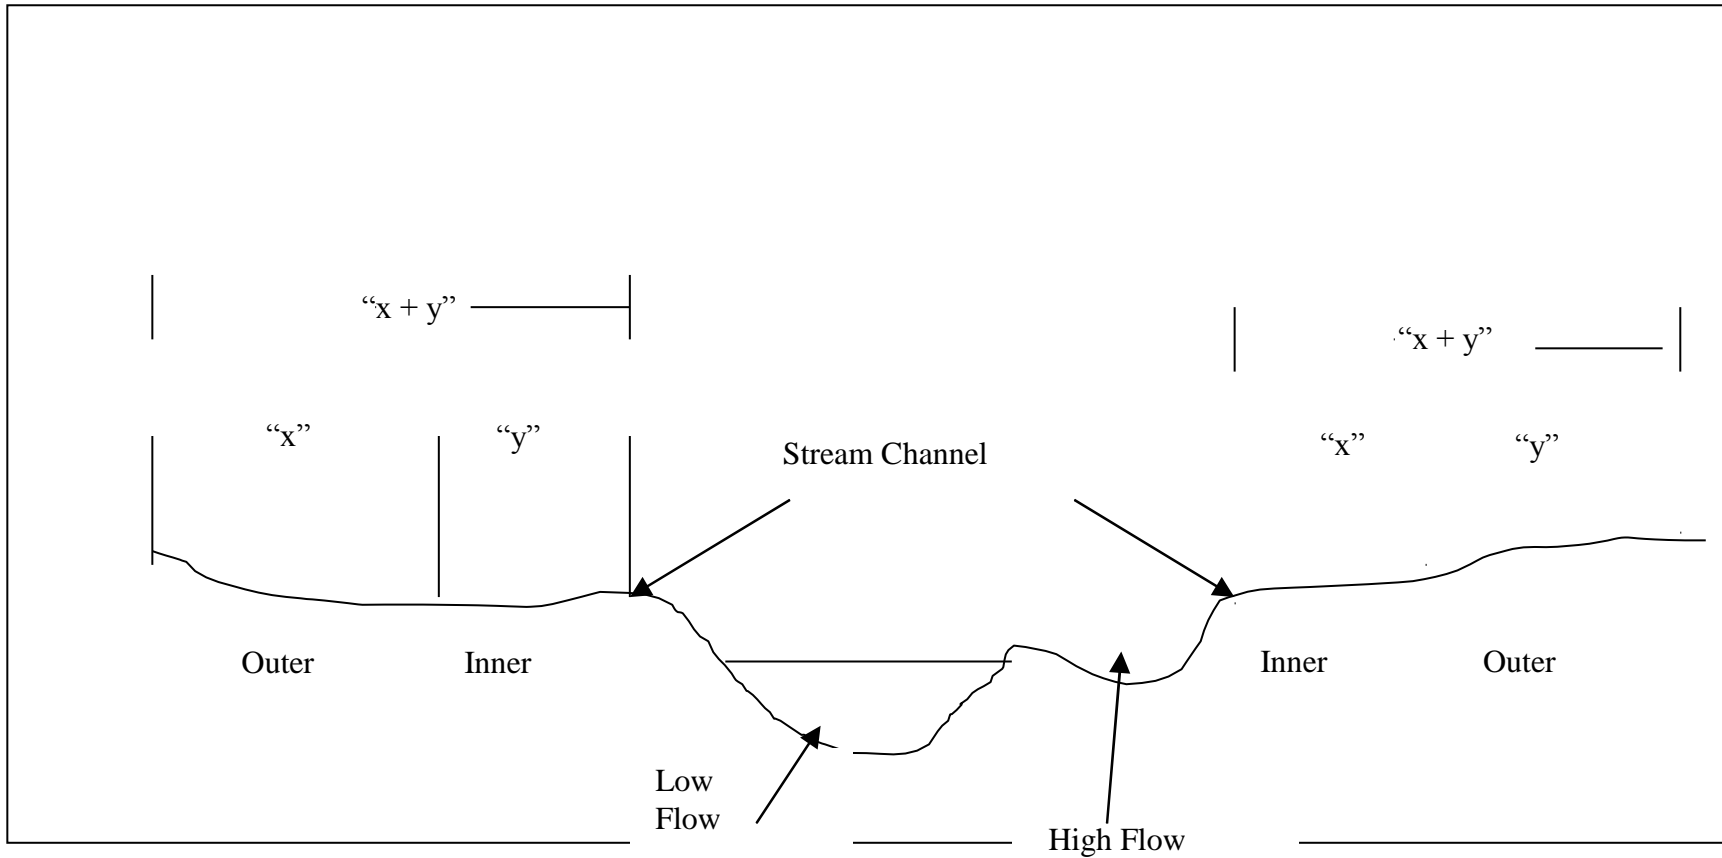 “x + y”
“x + y”
“x” “y”
“x” “y”
Stream Channel
Outer Inner
Inner Outer
Low
Flow
High Flow